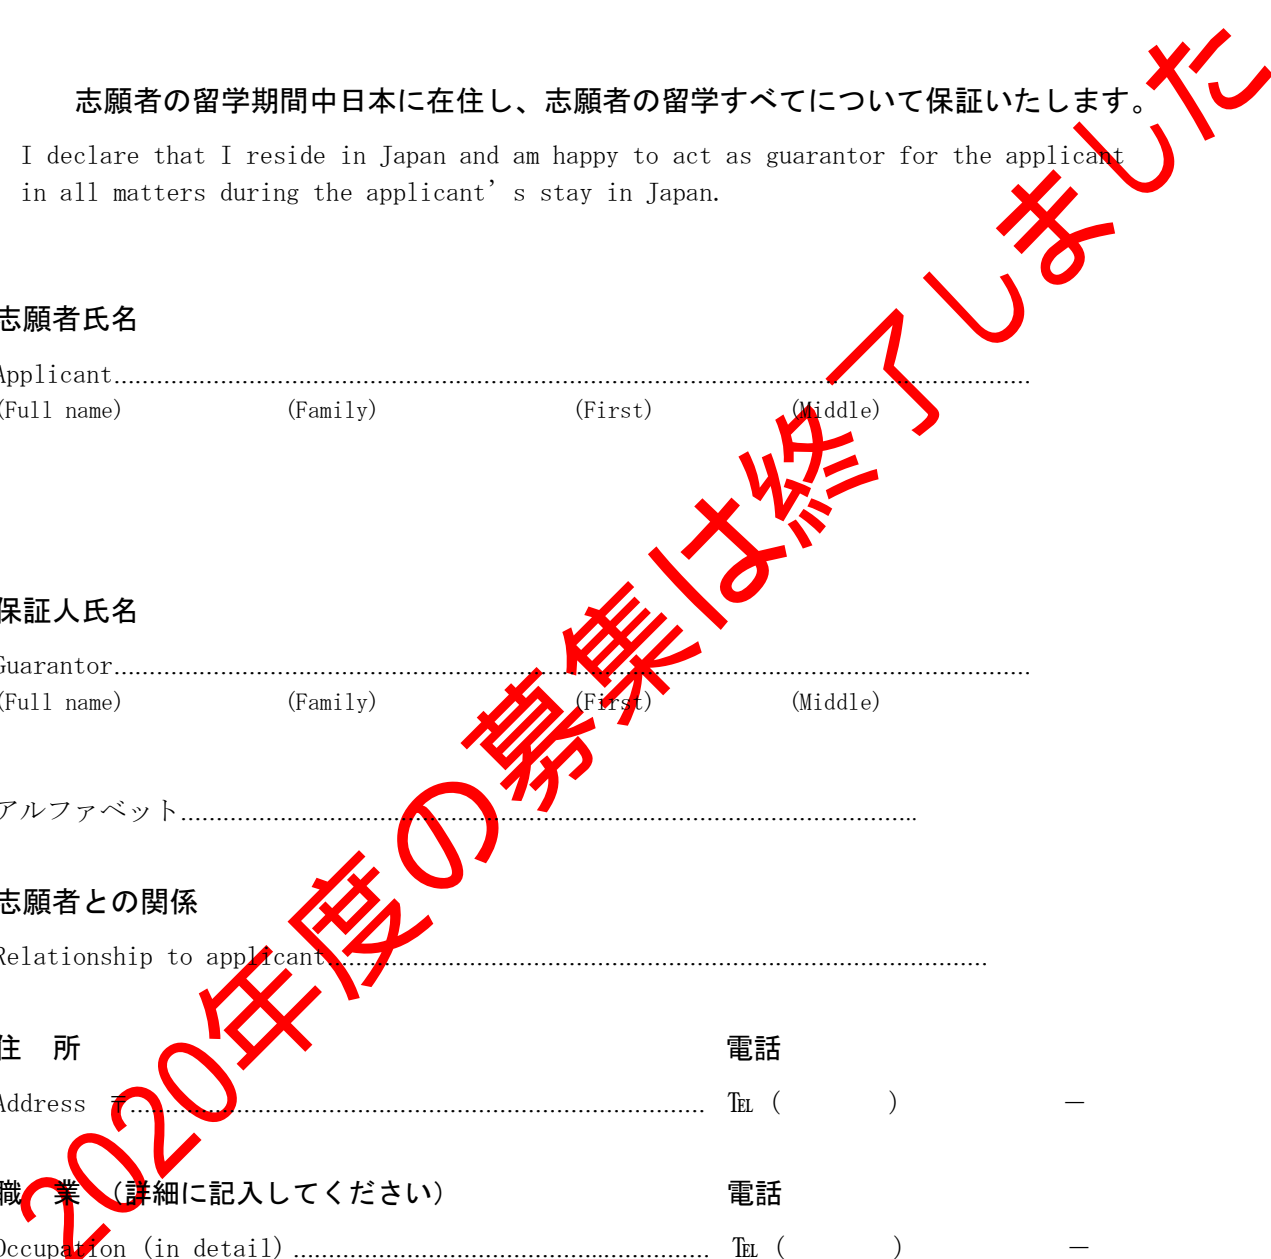 志願者の留学期間中日本に在住し、志願者の留学すべてについて保証いたします。
I declare that I reside in Japan and am happy to act as guarantor for the applicant
in all matters during the applicant’s stay in Japan.
志願者氏名
Applicant
(Full name) (Family) (First) (Middle)
保証人氏名
Guarantor
(Full name) (Family) (First) (Middle)
アルファベット
志願者との関係
Relationship to applicant
住 所 電話
Address 〒 ℡ ( ) －
職 業 (詳細に記入してください) 電話
Occupation (in detail) ℡ ( ) －
2020年度の募集は終了しました